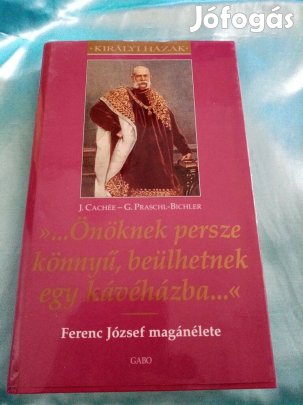 Jófogás
• KIRÁLYI HÁZAK •
J. CACHÉE – G. PRASCHL-BICHLER
»...Önöknek persze
könnyű, beülhetnek
egy kávéházba...«
Ferenc József magánélete
GABO